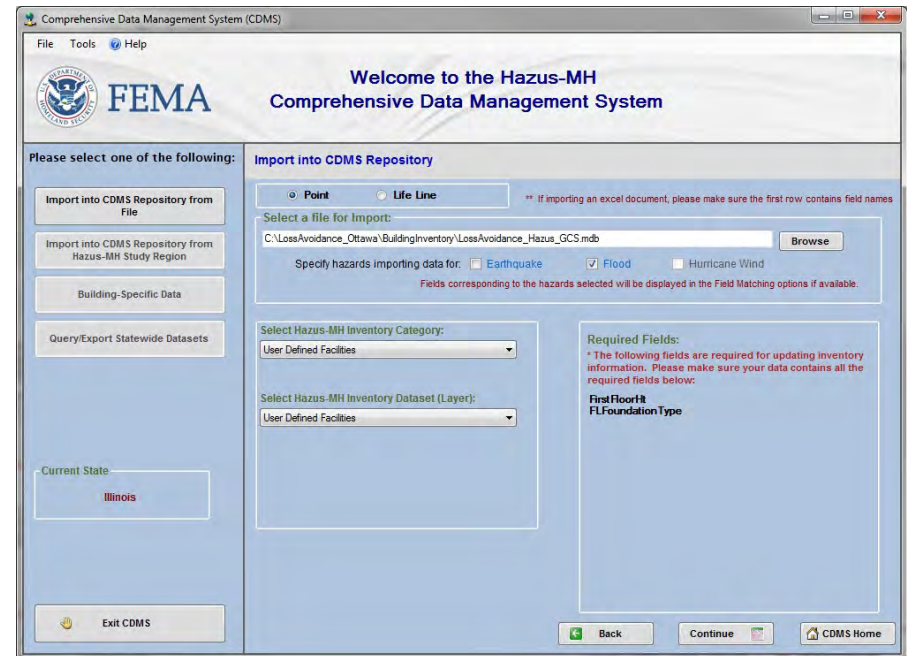 Comprehensive Data Management System (CDMS)
File Tools Help
FEMA
Welcome to the Hazus-MH
Comprehensive Data Management System
Please select one of the following:
Import into CDMS Repository
Import into CDMS Repository from
File
Import into CDMS Repository from
Hazus-MH Study Region
Building-Specific Data
Query/Export Statewide Datasets
Current State
Illinois
Exit CDMS
Point Life Line
** If importing an excel document, please make sure the first row contains field names
Select a file for Import:
C:\LossAvoidance_Ottawa\BuildingInventory\LossAvoidance_Hazus_GCS.mdb
Browse
Specify hazards importing data for: Earthquake Flood Hurricane Wind
Fields corresponding to the hazards selected will be displayed in the Field Matching options if available.
Select Hazus-MH Inventory Category:
User Defined Facilities
Select Hazus-MH Inventory Dataset (Layer):
User Defined Facilities
Required Fields:
* The following fields are required for updating inventory
information. Please make sure your data contains all the
required fields below:
FirstFloorHt
FLFoundationType
Back Continue CDMS Home